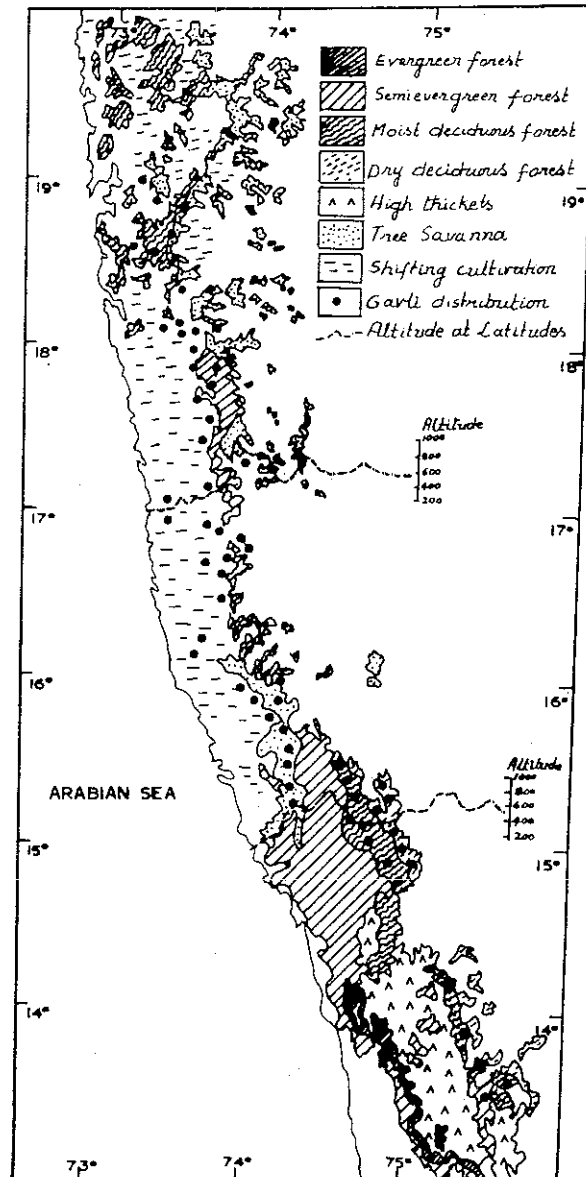 74° 75°
Evergreen forest
Semievergreen forest
Moist deciduous forest
Dry deciduous forest
High thickets
Tree Savanna
Shifting cultivation
Gavli distribution
Altitude at Latitudes
19° 19°
18° 18°
Altitude
1000
800
600
400
200
17° 17°
16° 16°
Altitude
1000
800
600
400
200
ARABIAN SEA
15° 15°
14° 14°
73° 74° 75°